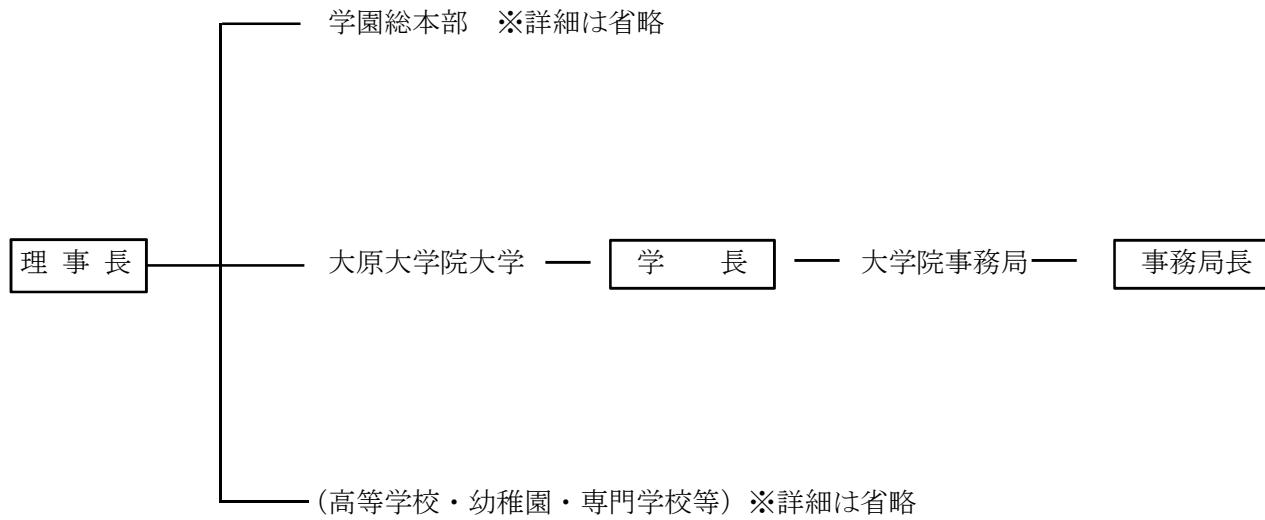 学園総本部　※詳細は省略
理 事 長　大原大学院大学　学　　長　大学院事務局　事務局長
(高等学校・幼稚園・専門学校等）※詳細は省略